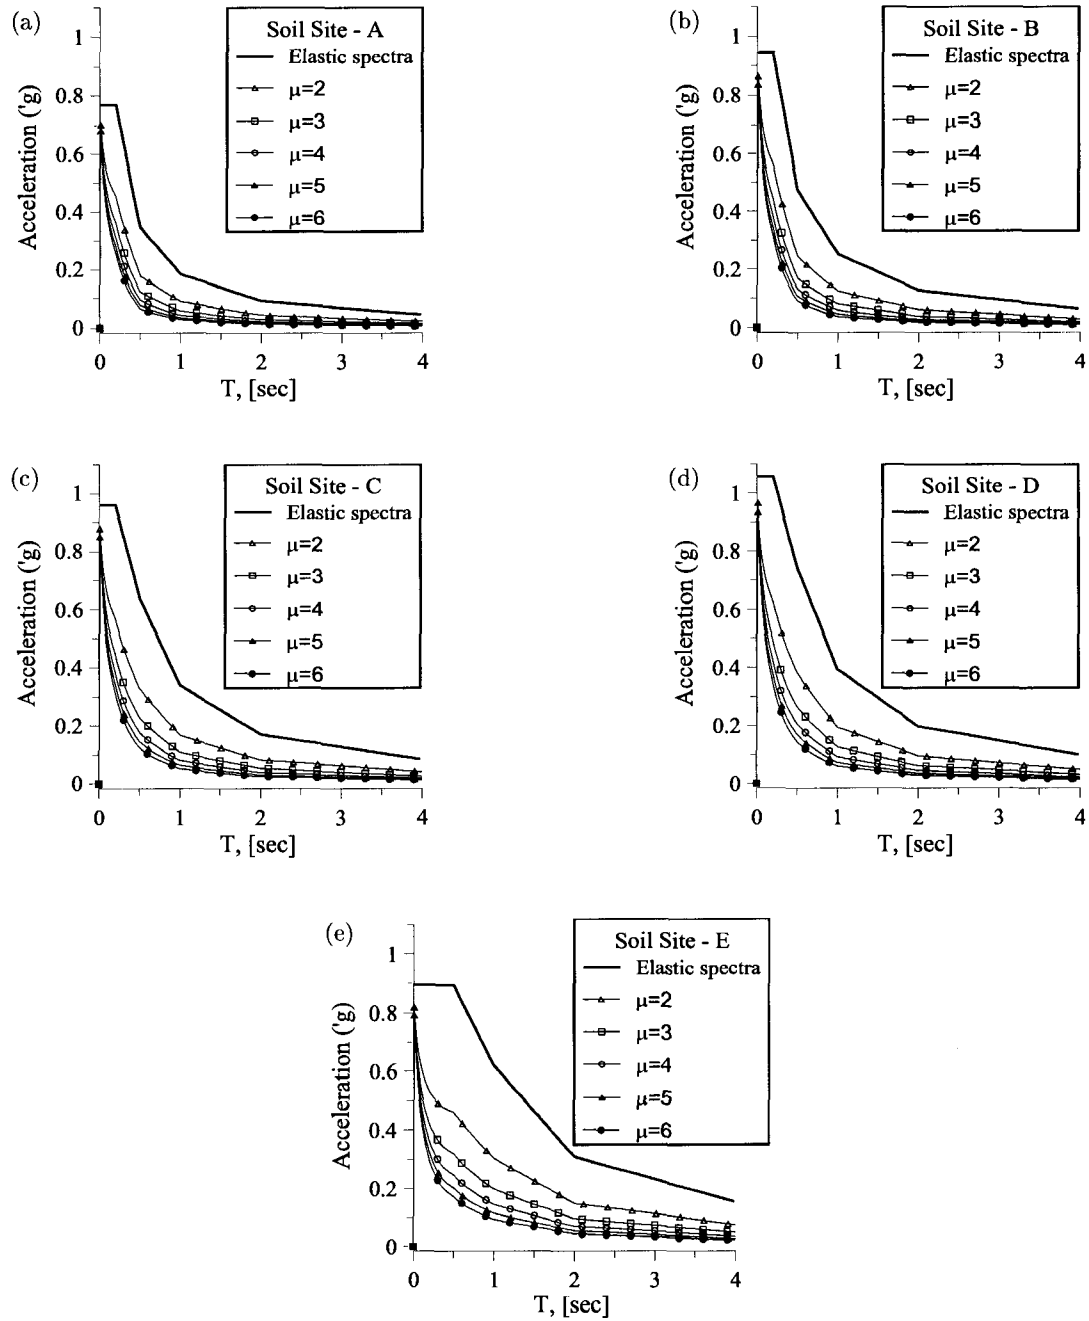 (a)
Soil Site - A
Elastic spectra
μ=2
μ=3
μ=4
μ=5
μ=6
Acceleration ('g)
1
0.8
0.6
0.4
0.2
0
0 1 2 3 4
T, [sec]
(b)
Soil Site - B
Elastic spectra
μ=2
μ=3
μ=4
μ=5
μ=6
Acceleration ('g)
1
0.8
0.6
0.4
0.2
0
0 1 2 3 4
T, [sec]
(c)
Soil Site - C
Elastic spectra
μ=2
μ=3
μ=4
μ=5
μ=6
Acceleration ('g)
1
0.8
0.6
0.4
0.2
0
0 1 2 3 4
T, [sec]
(d)
Soil Site - D
Elastic spectra
μ=2
μ=3
μ=4
μ=5
μ=6
Acceleration ('g)
1
0.8
0.6
0.4
0.2
0
0 1 2 3 4
T, [sec]
(e)
Soil Site - E
Elastic spectra
μ=2
μ=3
μ=4
μ=5
μ=6
Acceleration ('g)
1
0.8
0.6
0.4
0.2
0
0 1 2 3 4
T, [sec]